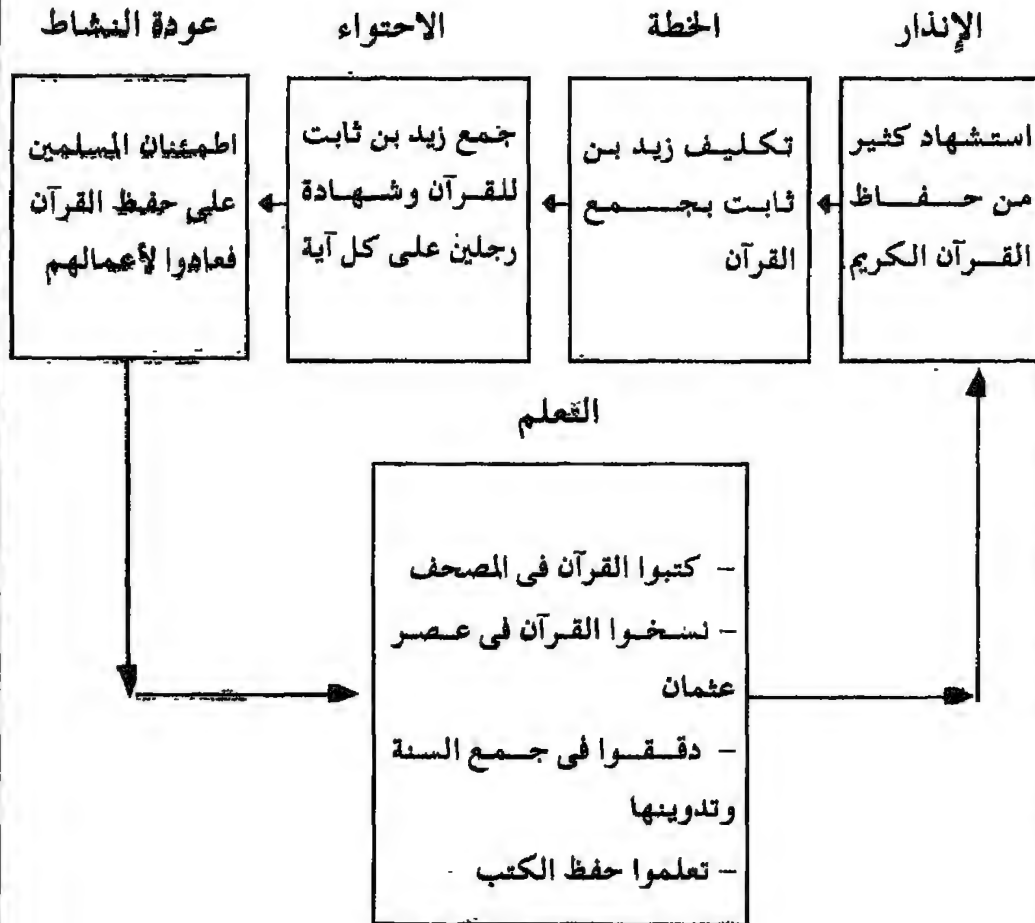 الإنذار
الخطة
الاحتواء
عودة النشاط
استشهاد كثير
من حفاظ
القرآن الكريم
تكليف زيد بن
ثابت بجمع
القرآن
جمع زيد بن ثابت
للقرآن وشهادة
رجلين على كل آية
اطمئنان المسلمين
على حفظ القرآن
فعادوا لأعمالهم
التعلم
- كتبوا القرآن فى المصحف
- نسخوا القرآن فى عصر
عثمان
- دققوا فى جمع السنة
وتدوينها
- تعلموا حفظ الكتب